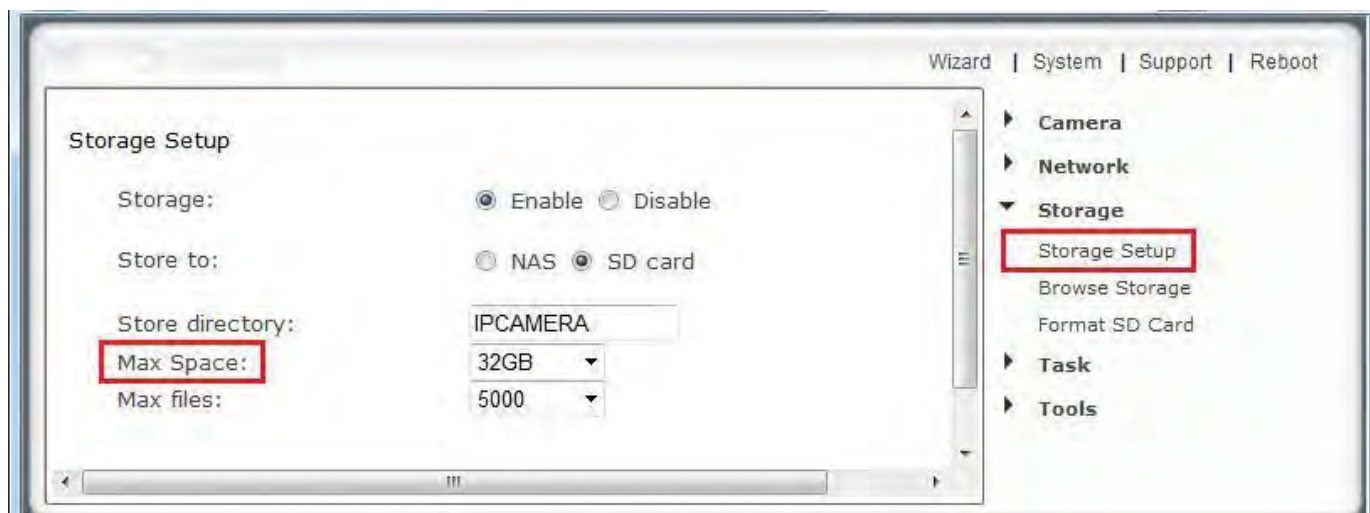 Wizard | System | Support | Reboot
Storage Setup
Storage: Enable Disable
Store to: NAS SD card
Store directory: IPCAMERA
Max Space: 32GB
Max files: 5000
Camera
Network
Storage
Storage Setup
Browse Storage
Format SD Card
Task
Tools